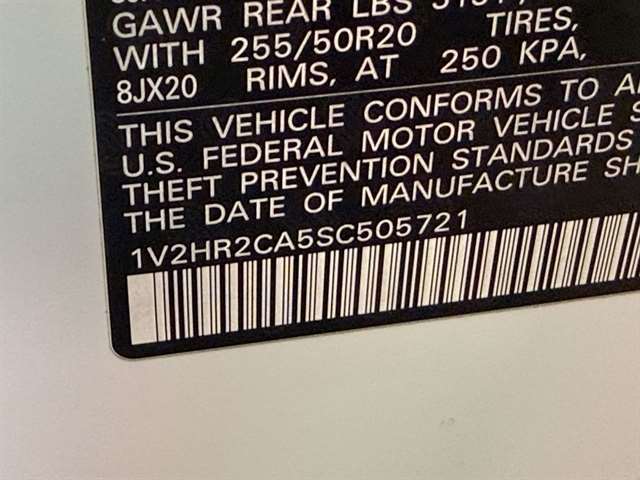 GAWR REAR LBS
WITH 255/50R20 TIRES,
8JX20 RIMS, AT 250 KPA,
THIS VEHICLE CONFORMS TO
U.S. FEDERAL MOTOR VEHICLE S
THEFT PREVENTION STANDARDS
THE DATE OF MANUFACTURE SH
1V2HR2CA5SC505721